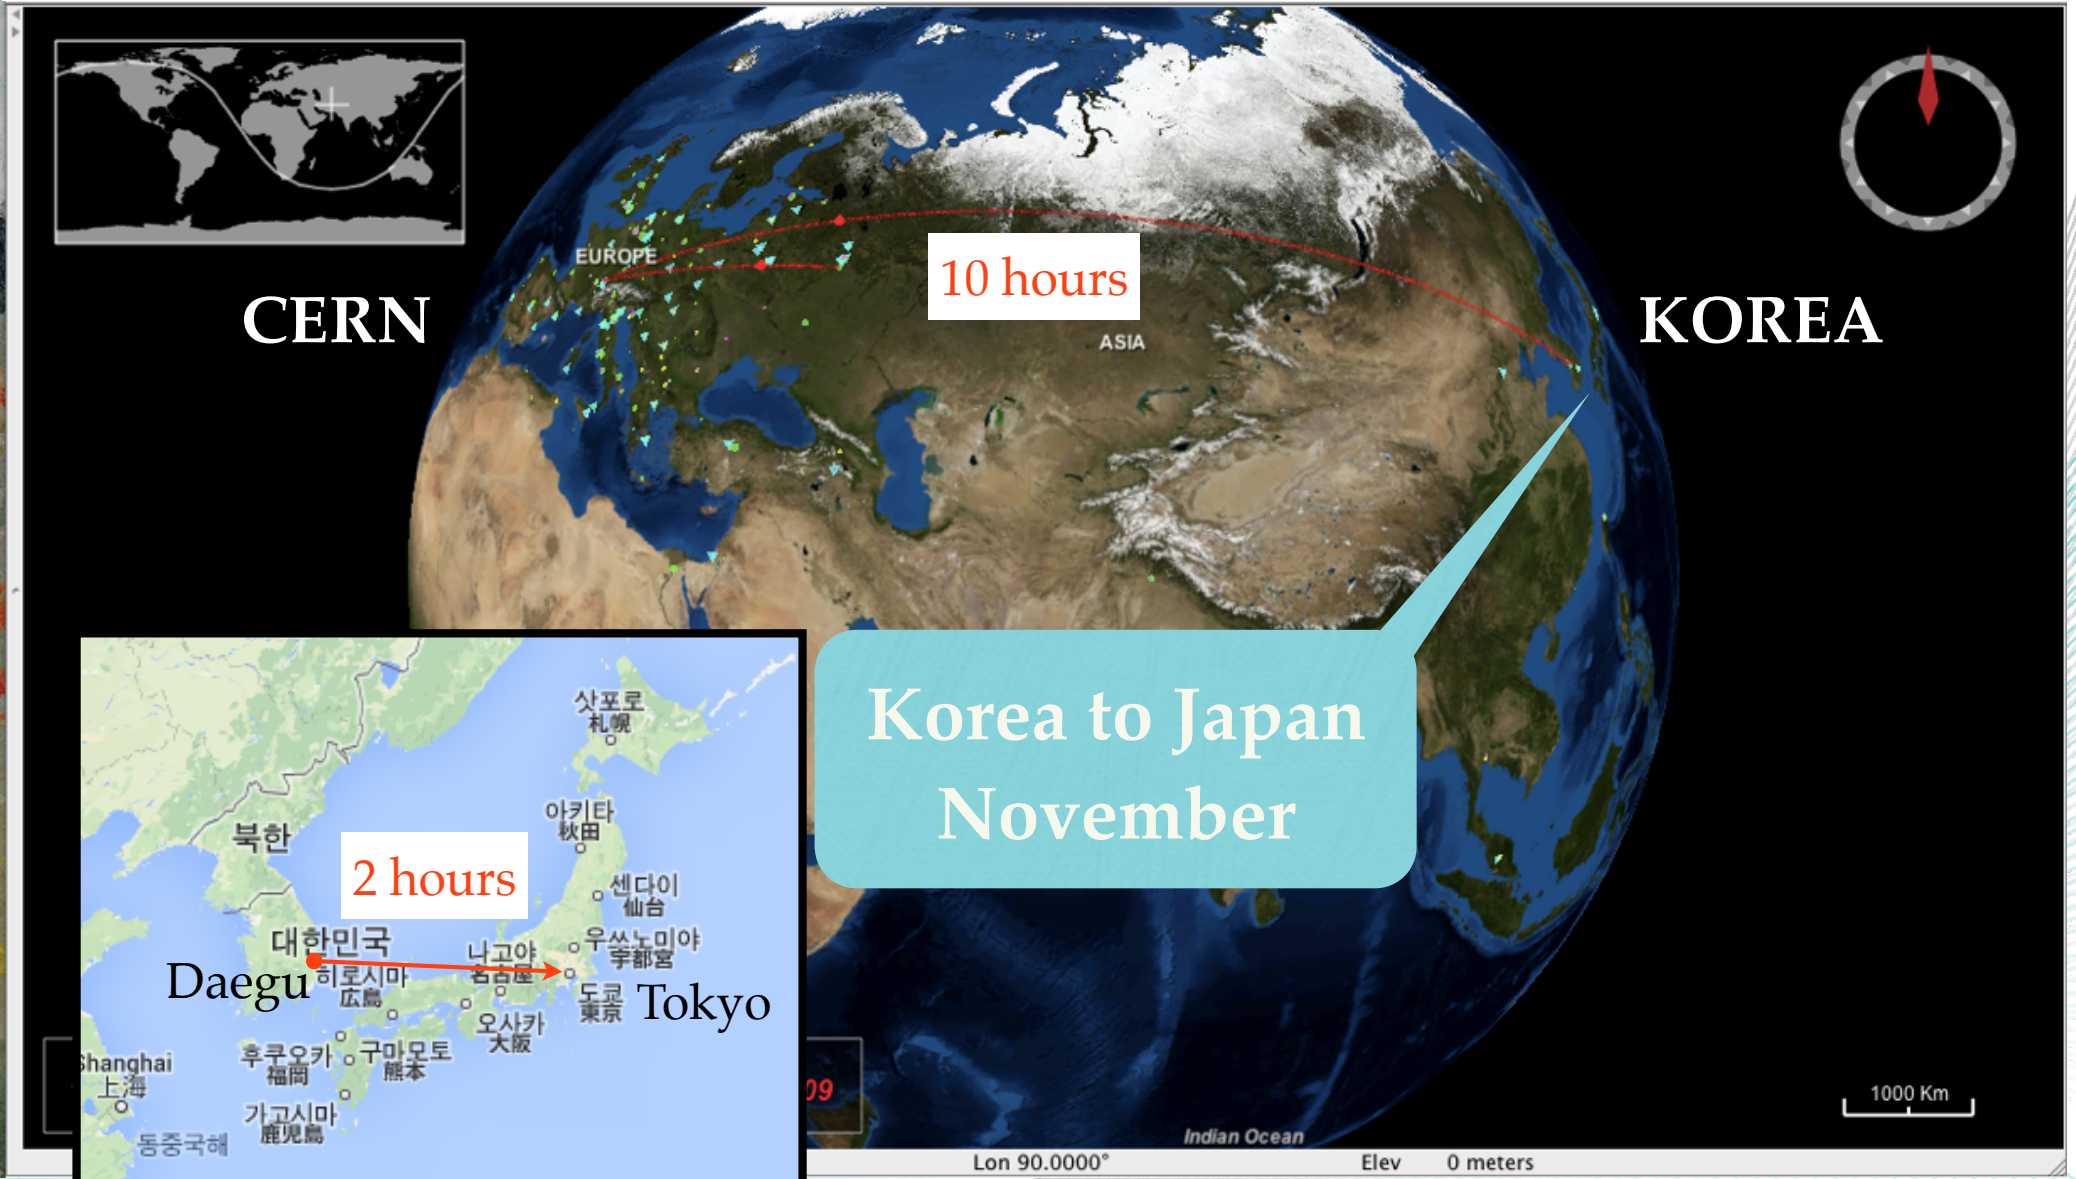 EUROPE
10 hours
CERN
KOREA
ASIA
Korea to Japan
November
삿포로
札幌
아키타
秋田
북한
2 hours
센다이
仙台
대한민국
나고야
名古屋
우쓰노미야
宇都宮
Daegu
히로시마
広島
도쿄
東京
Tokyo
오사카
大阪
후쿠오카
福岡
구마모토
熊本
Shanghai
上海
가고시마
鹿児島
동중국해
09
1000 Km
Indian Ocean
Lon 90.0000°
Elev 0 meters